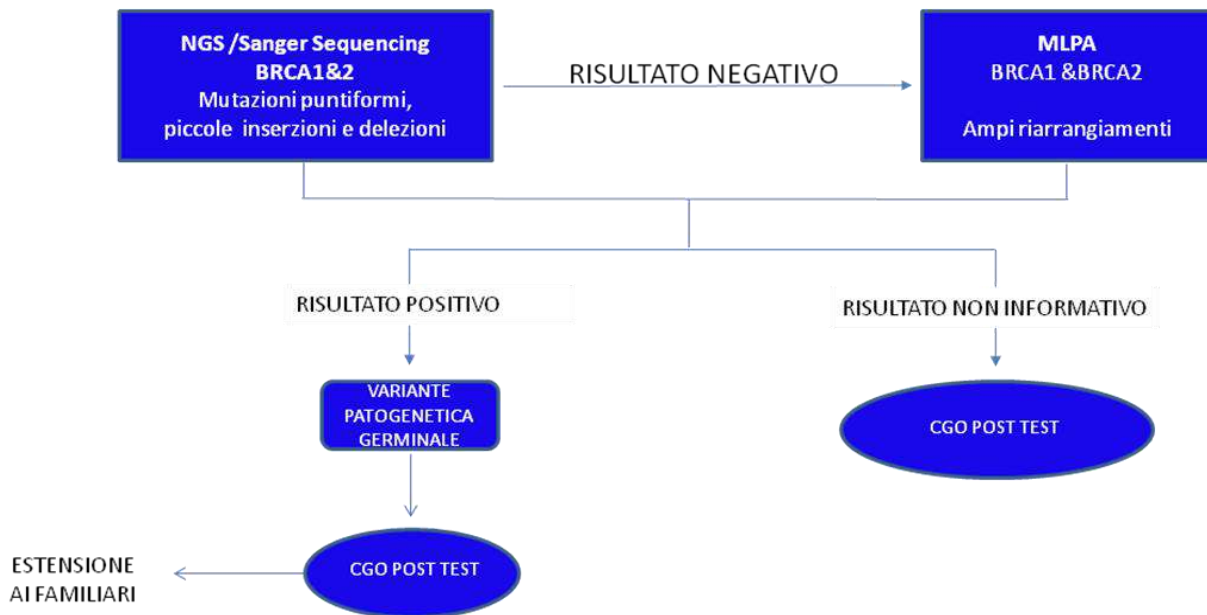 NGS /Sanger Sequencing
BRCA1&2
Mutazioni puntiformi,
piccole inserzioni e delezioni
RISULTATO NEGATIVO
MLPA
BRCA1 &BRCA2
Ampi riarrangiamenti
RISULTATO POSITIVO
RISULTATO NON INFORMATIVO
VARIANTE
PATOGENETICA
GERMINALE
CGO POST TEST
CGO POST TEST
ESTENSIONE
AI FAMILIARI